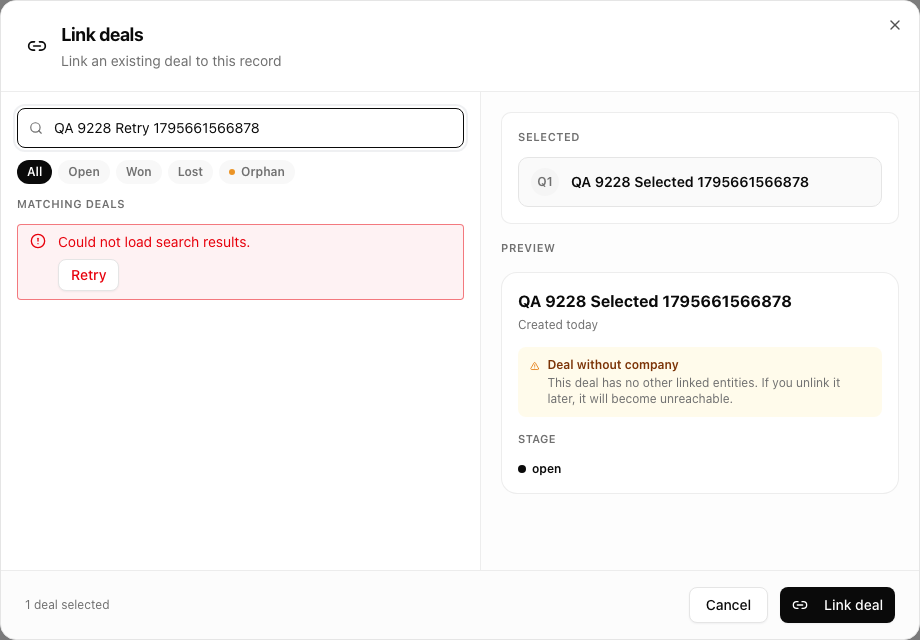 Link deals
Link an existing deal to this record
QA 9228 Retry 1795661566878
All
Open
Won
Lost
Orphan
MATCHING DEALS
Could not load search results.
Retry
SELECTED
Q1
QA 9228 Selected 1795661566878
PREVIEW
QA 9228 Selected 1795661566878
Created today
Deal without company
This deal has no other linked entities. If you unlink it
later, it will become unreachable.
STAGE
open
1 deal selected
Cancel
Link deal